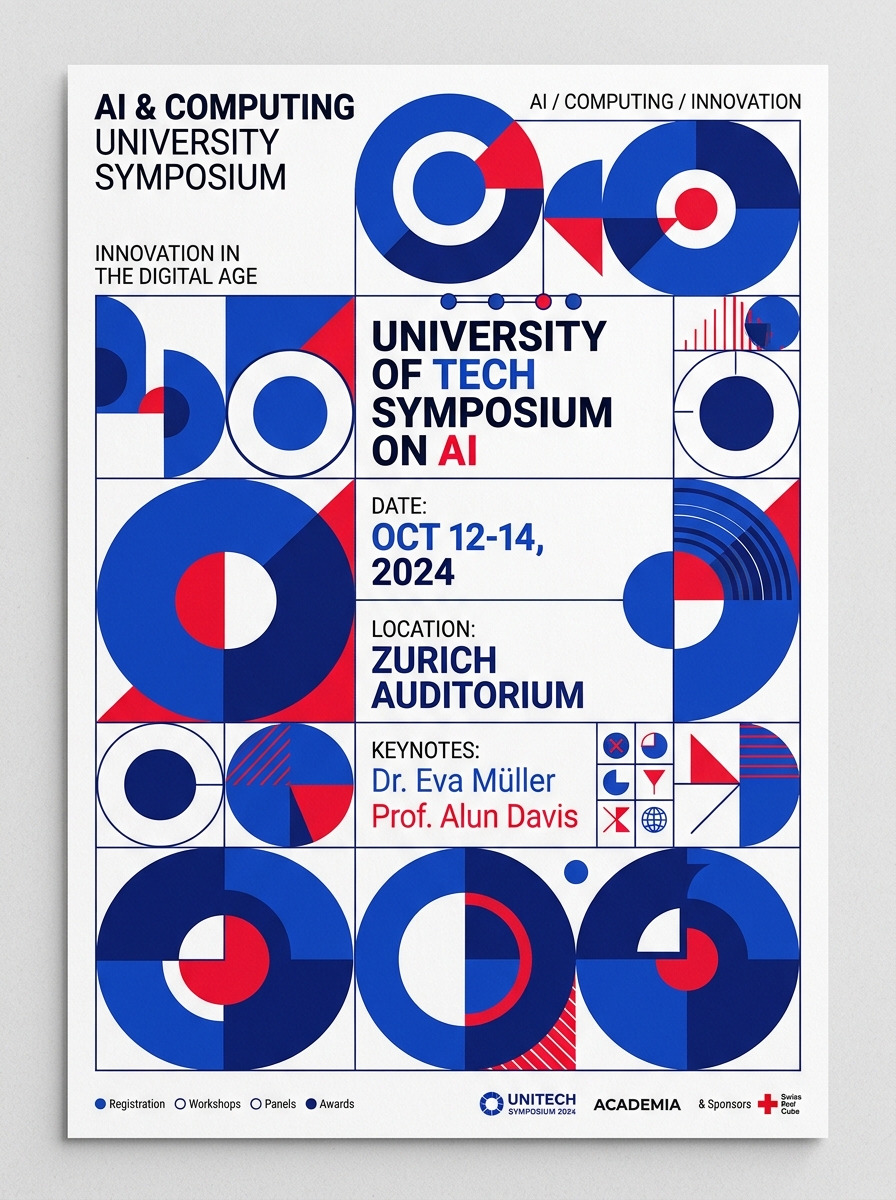 AI & COMPUTING
UNIVERSITY
SYMPOSIUM
AI / COMPUTING / INNOVATION
INNOVATION IN
THE DIGITAL AGE
UNIVERSITY
OF TECH
SYMPOSIUM
ON AI
DATE:
OCT 12-14,
2024
LOCATION:
ZURICH
AUDITORIUM
KEYNOTES:
Dr. Eva Müller
Prof. Alun Davis
Registration
Workshops
Panels
Awards
UNITECH
SYMPOSIUM 2024
ACADEMIA
& Sponsors
Swias
Cube